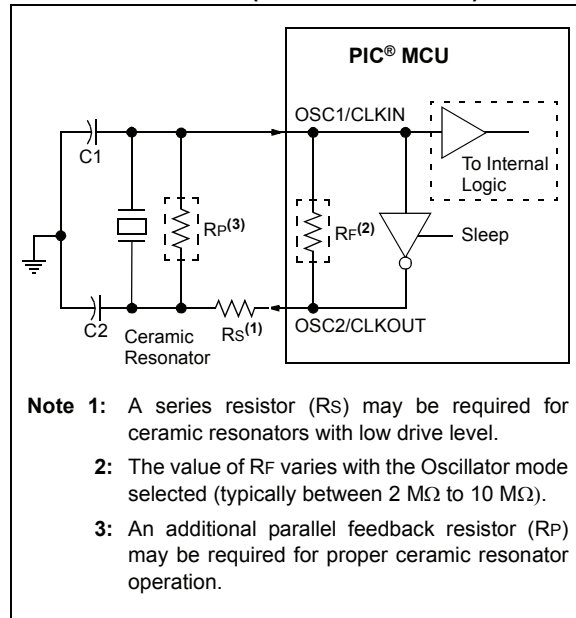 PIC® MCU
OSC1/CLKIN
C1
To Internal
Logic
RP(3)
RF(2)
Sleep
C2
Ceramic
Resonator
RS(1)
OSC2/CLKOUT
Note 1: A series resistor (RS) may be required for
ceramic resonators with low drive level.
2: The value of RF varies with the Oscillator mode
selected (typically between 2 MΩ to 10 MΩ).
3: An additional parallel feedback resistor (RP)
may be required for proper ceramic resonator
operation.